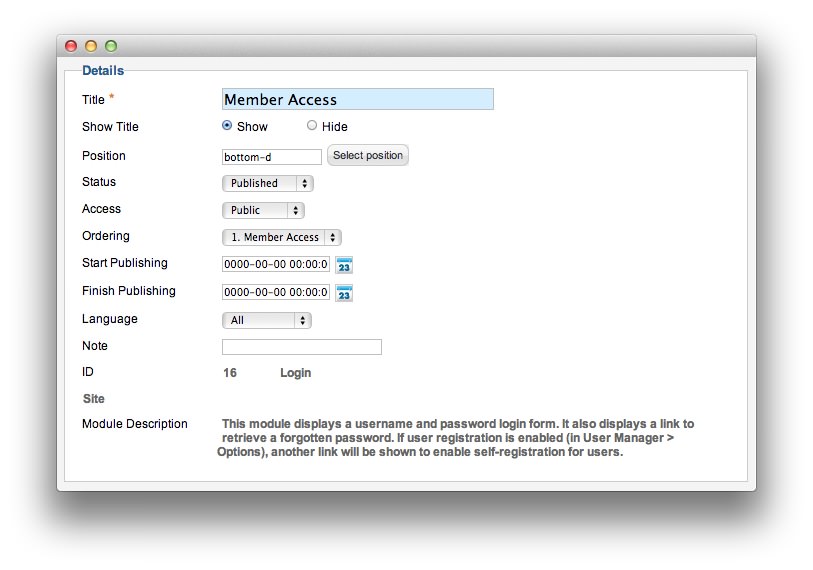 Details
Title *
Member Access
Show Title
Show
Hide
Position
bottom-d
Select position
Status
Published
Access
Public
Ordering
1. Member Access
Start Publishing
0000-00-00 00:00:0
23
Finish Publishing
0000-00-00 00:00:0
23
Language
All
Note
ID
16
Login
Site
Module Description
This module displays a username and password login form. It also displays a link to
retrieve a forgotten password. If user registration is enabled (in User Manager >
Options), another link will be shown to enable self-registration for users.